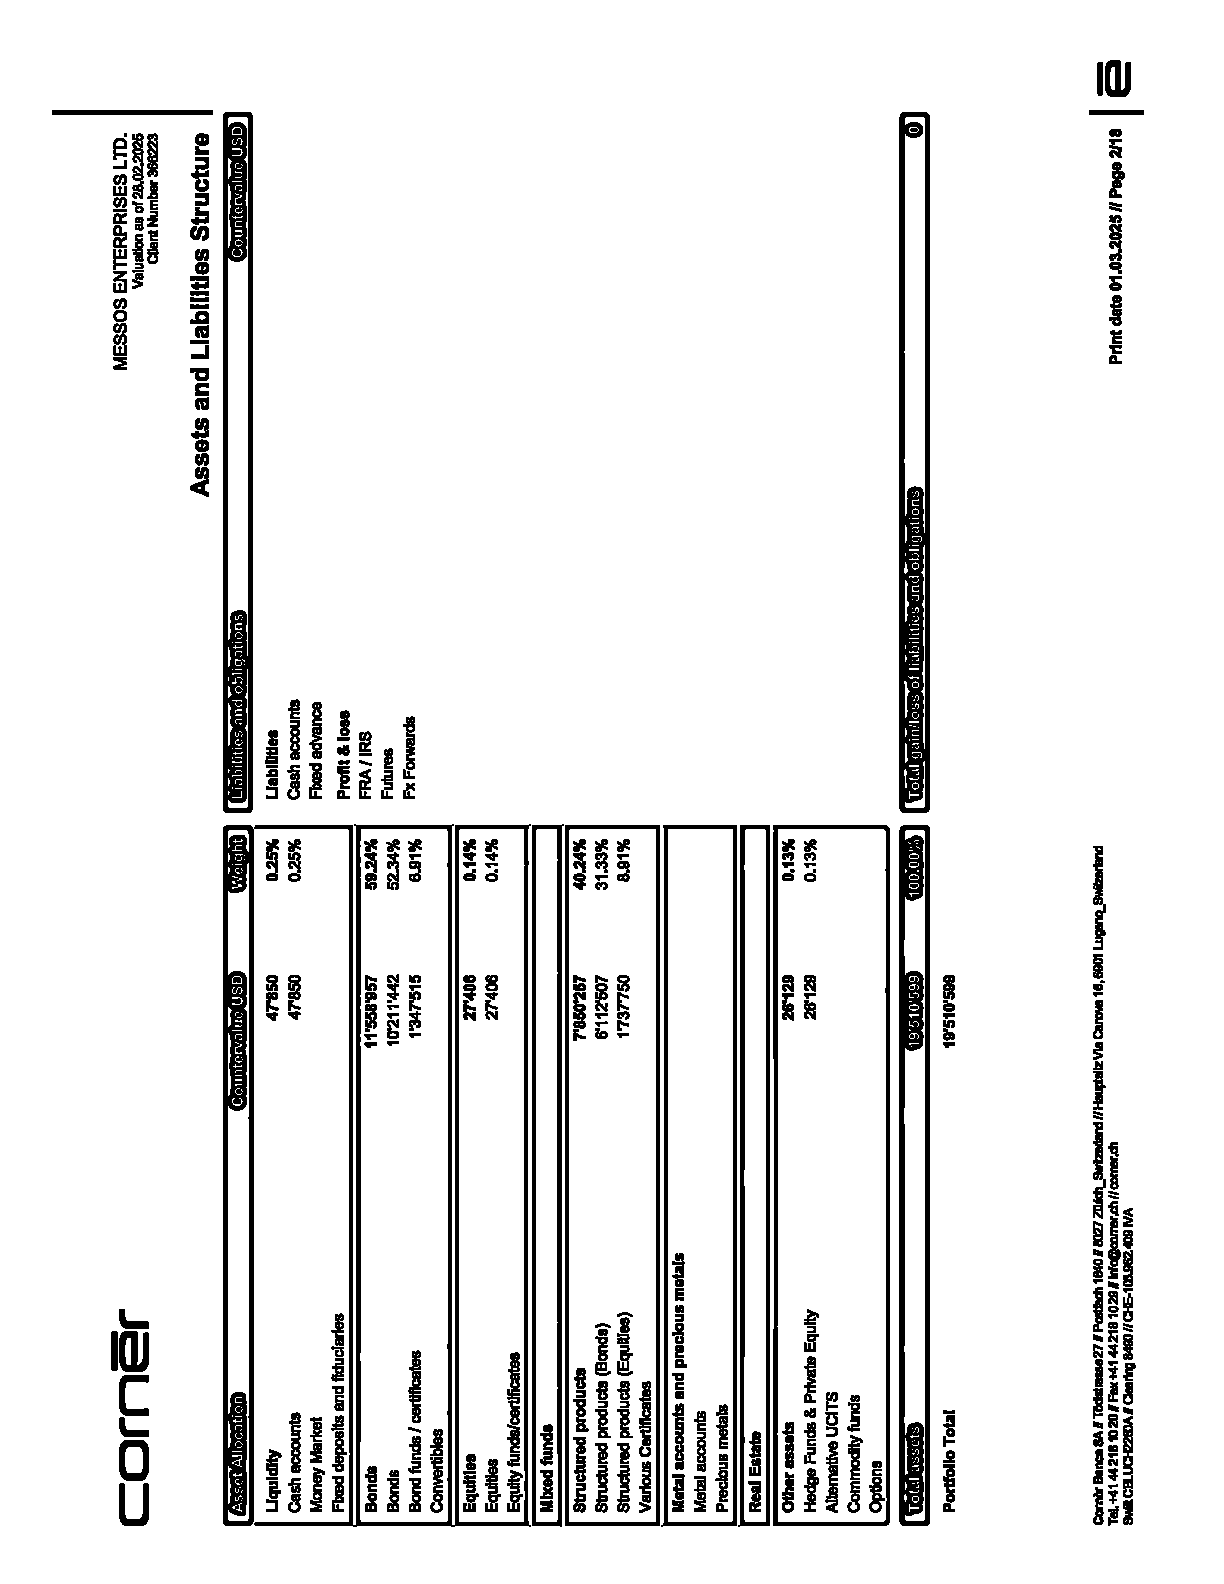 cornèr
MESSOS ENTERPRISES LTD.
Valuation as of 28.02.2025
Client Number 366223
Assets and Liabilities Structure
Asset Allocation Countervalue USD Weight
Liquidity 47'850 0.25%
Cash accounts 47'850 0.25%
Money Market
Fixed deposits and fiduciaries
Bonds 11'558'957 59.24%
Bonds 10'211'442 52.34%
Bond funds / certificates 1'347'515 6.91%
Convertibles
Equities 27'406 0.14%
Equities 27'406 0.14%
Equity funds/certificates
Mixed funds
Structured products 7'850'257 40.24%
Structured products (Bonds) 6'112'507 31.33%
Structured products (Equities) 1'737'750 8.91%
Various Certificates
Metal accounts and precious metals
Metal accounts
Precious metals
Real Estate
Other assets 26'129 0.13%
Hedge Funds & Private Equity 26'129 0.13%
Alternative UCITS
Commodity funds
Options
Total assets 19'510'599 100.00%
Portfolio Total 19'510'599
Liabilities and obligations Countervalue USD
Liabilities
Cash accounts
Fixed advance
Profit & loss
FRA / IRS
Futures
Fx Forwards
Total gain/loss of liabilities and obligations 0
Cornèr Banca SA // Tödistrasse 27 // Postfach 1840 // 8027 Zürich_Switzerland // Hauptsitz Via Canova 16, 6901 Lugano_Switzerland
Tel. +41 44 218 10 20 // Fax +41 44 218 10 29 // info@corner.ch // corner.ch
Swift CBLUCH2280A // Clearing 8490 // CHE-105.962.409 IVA
Print date 01.03.2025 // Page 2/18